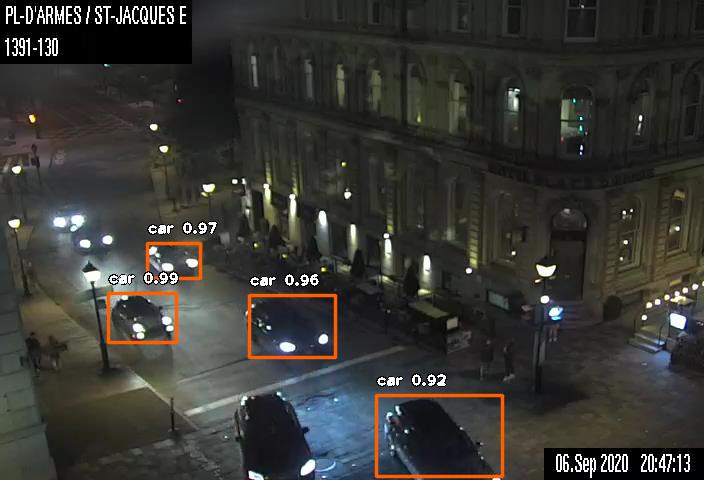 PL-D'ARMES / ST-JACQUES E
1391-130
car 0.97
car 0.99
car 0.96
car 0.92
06.Sep 2020 20:47:13